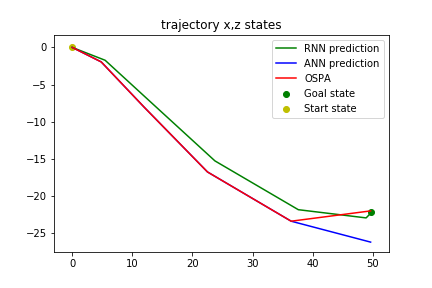 trajectory x,z states
RNN prediction
ANN prediction
OSPA
Goal state
Start state
0
−5
−10
−15
−20
−25
0
10
20
30
40
50